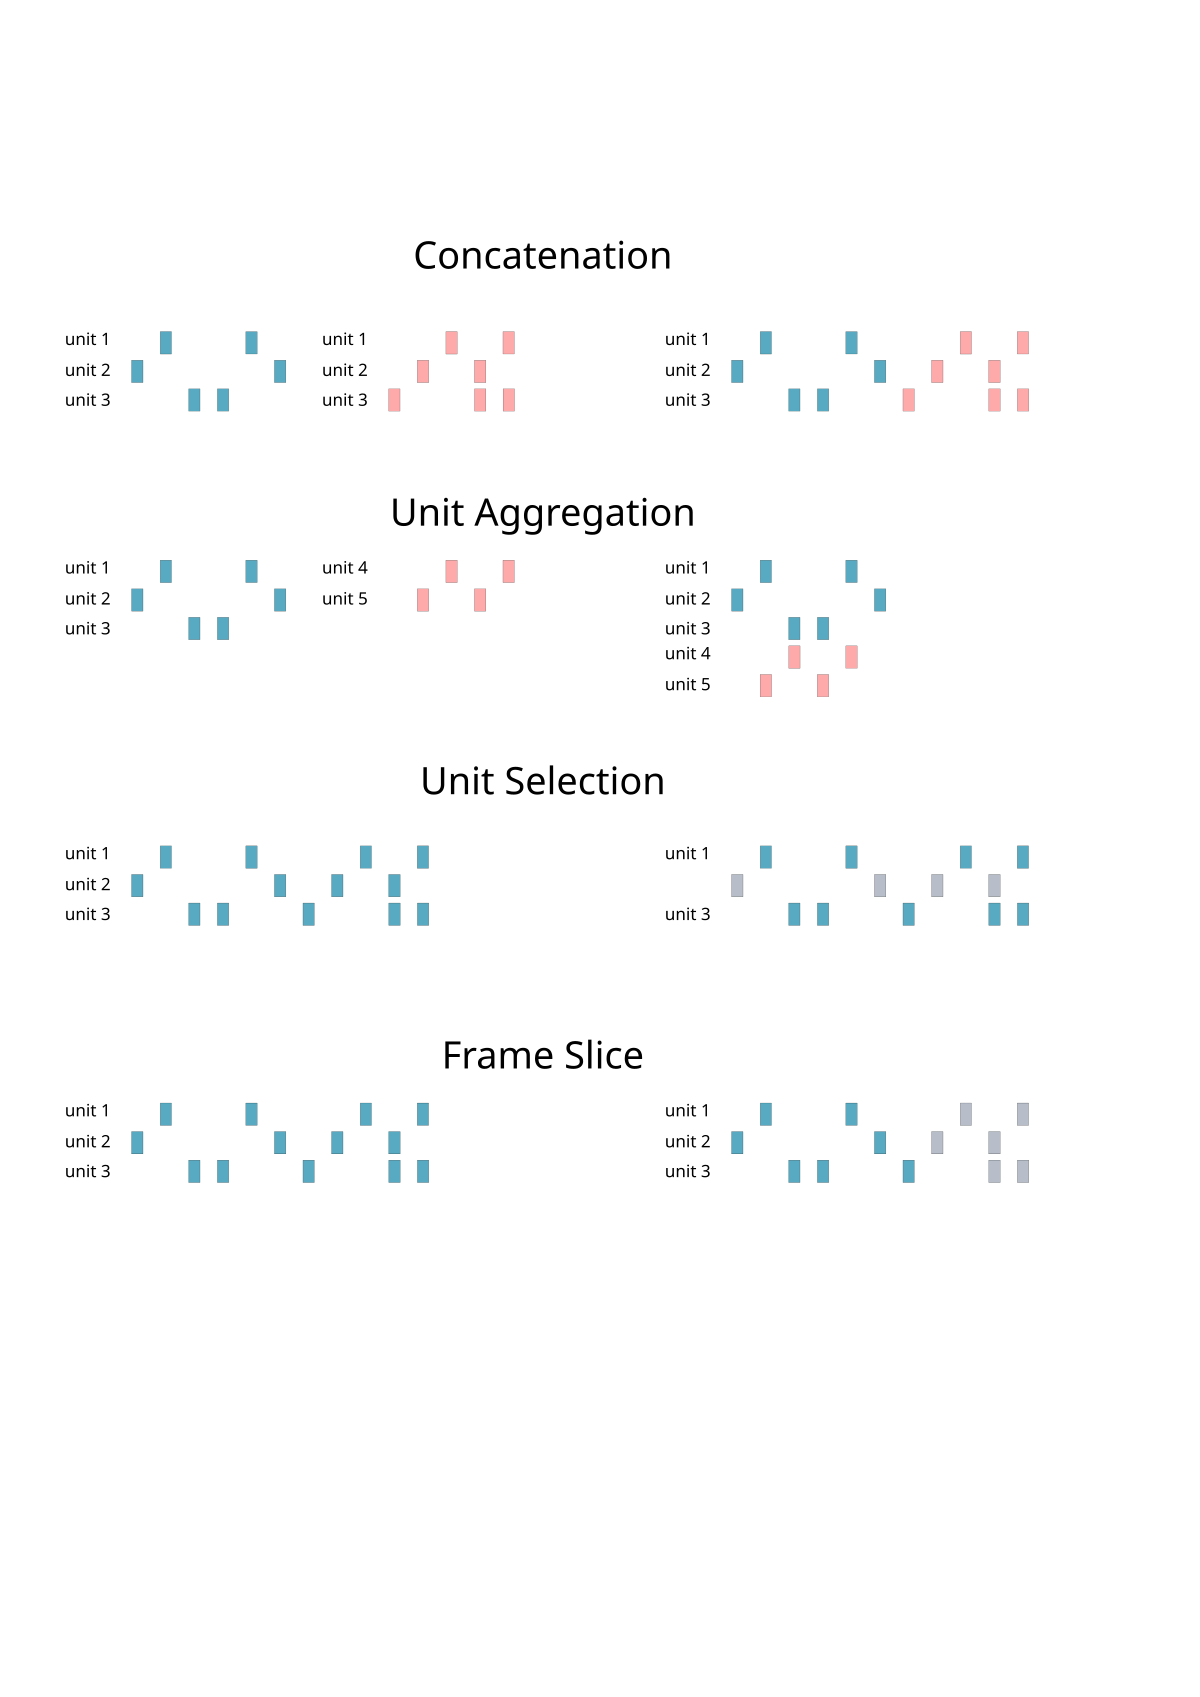 Concatenation
unit 1 unit 1 unit 1
unit 2 unit 2 unit 2
unit 3 unit 3 unit 3
Unit Aggregation
unit 1 unit 4 unit 1
unit 2 unit 5 unit 2
unit 3 unit 3
unit 4
unit 5
Unit Selection
unit 1 unit 1
unit 2
unit 3 unit 3
Frame Slice
unit 1 unit 1
unit 2 unit 2
unit 3 unit 3